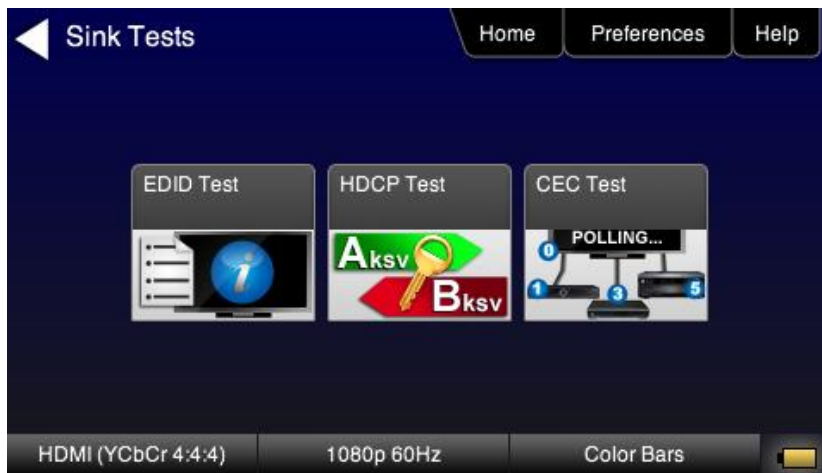 Sink Tests
Home
Preferences
Help
EDID Test
HDCP Test
CEC Test
i
Aksv
Bksv
POLLING...
0
1
3
5
HDMI (YCbCr 4:4:4)
1080p 60Hz
Color Bars